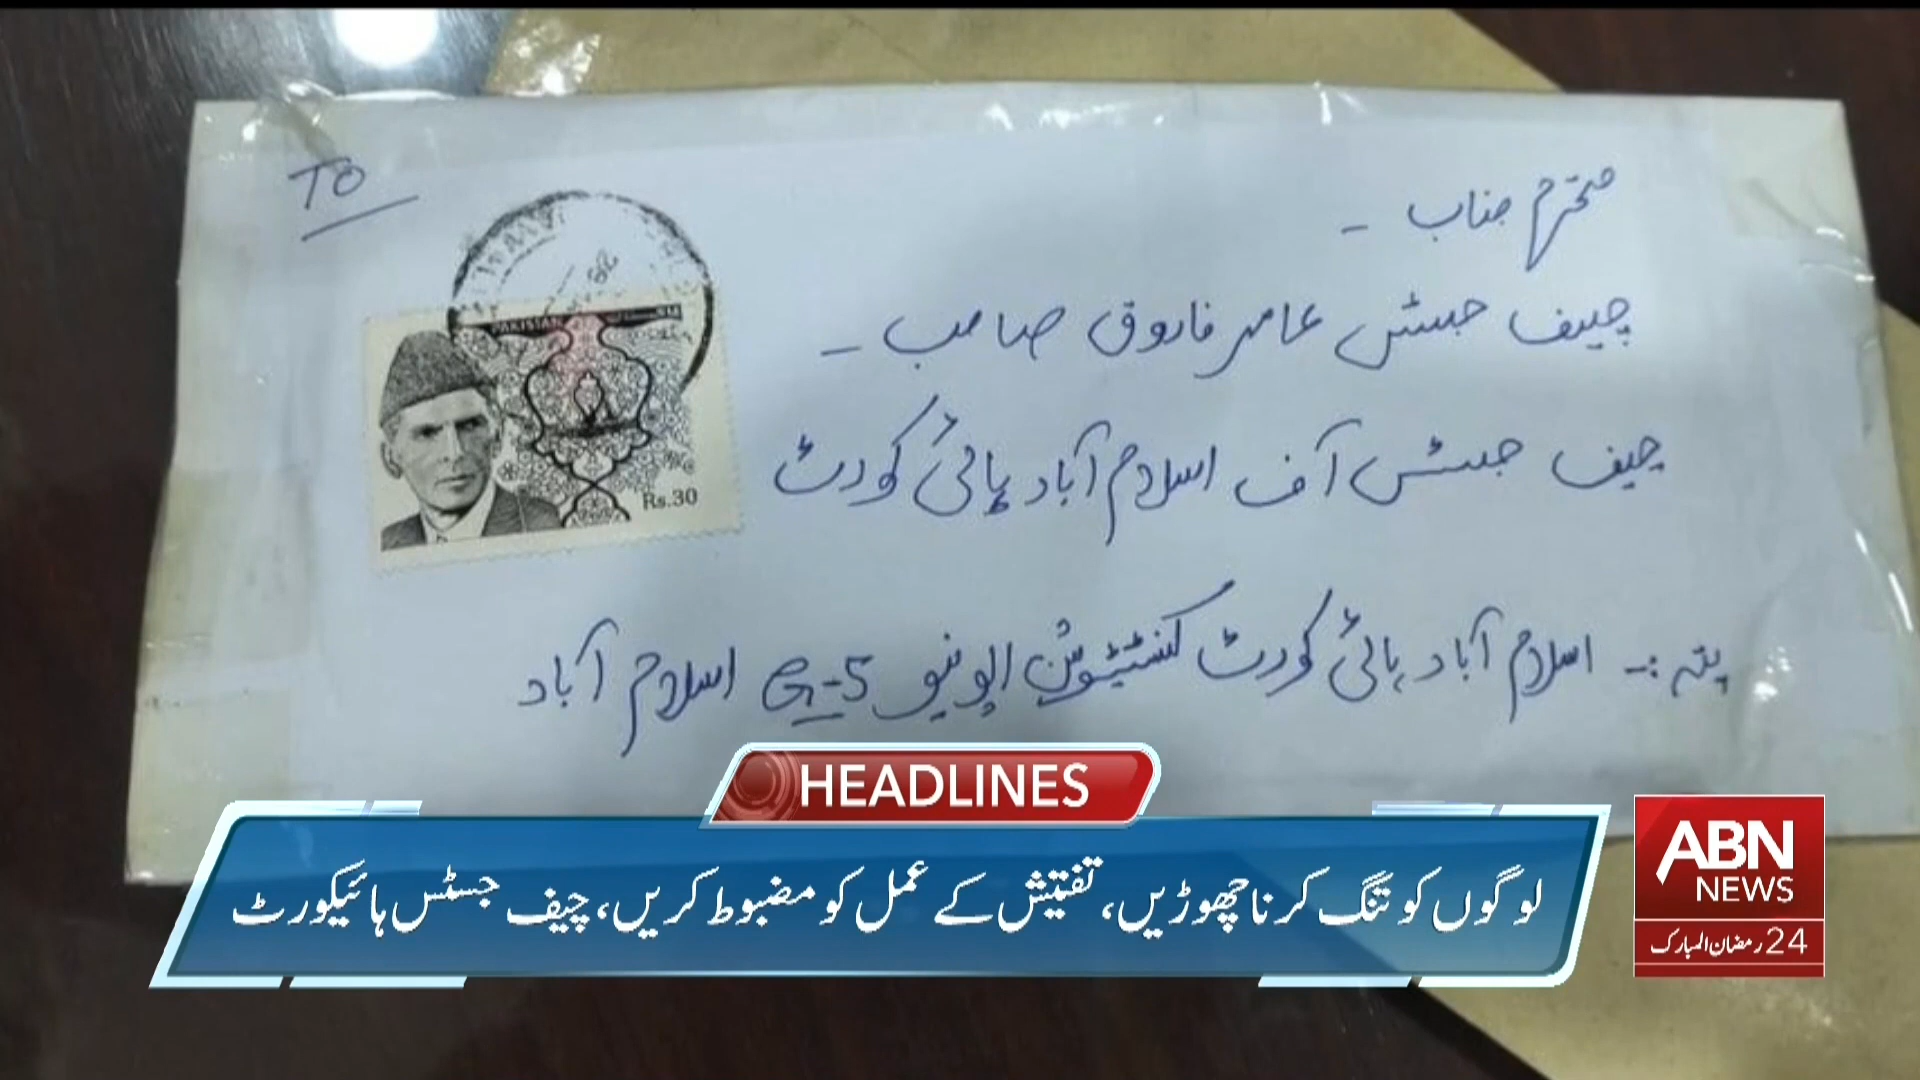 TO
محترم جناب ۔
چیف جسٹس عامر فاروق صاحب ۔
چیف جسٹس آف اسلام آباد ہائی کورٹ
پتہ :۔ اسلام آباد ہائی کورٹ کنسٹیٹیوشن ایونیو G-5 اسلام آباد
PAKISTAN
Rs.30
HEADLINES
لوگوں کو تنگ کرنا چھوڑیں، تفتیش کے عمل کو مضبوط کریں، چیف جسٹس ہائیکورٹ
ABN
NEWS
24 رمضان المبارک